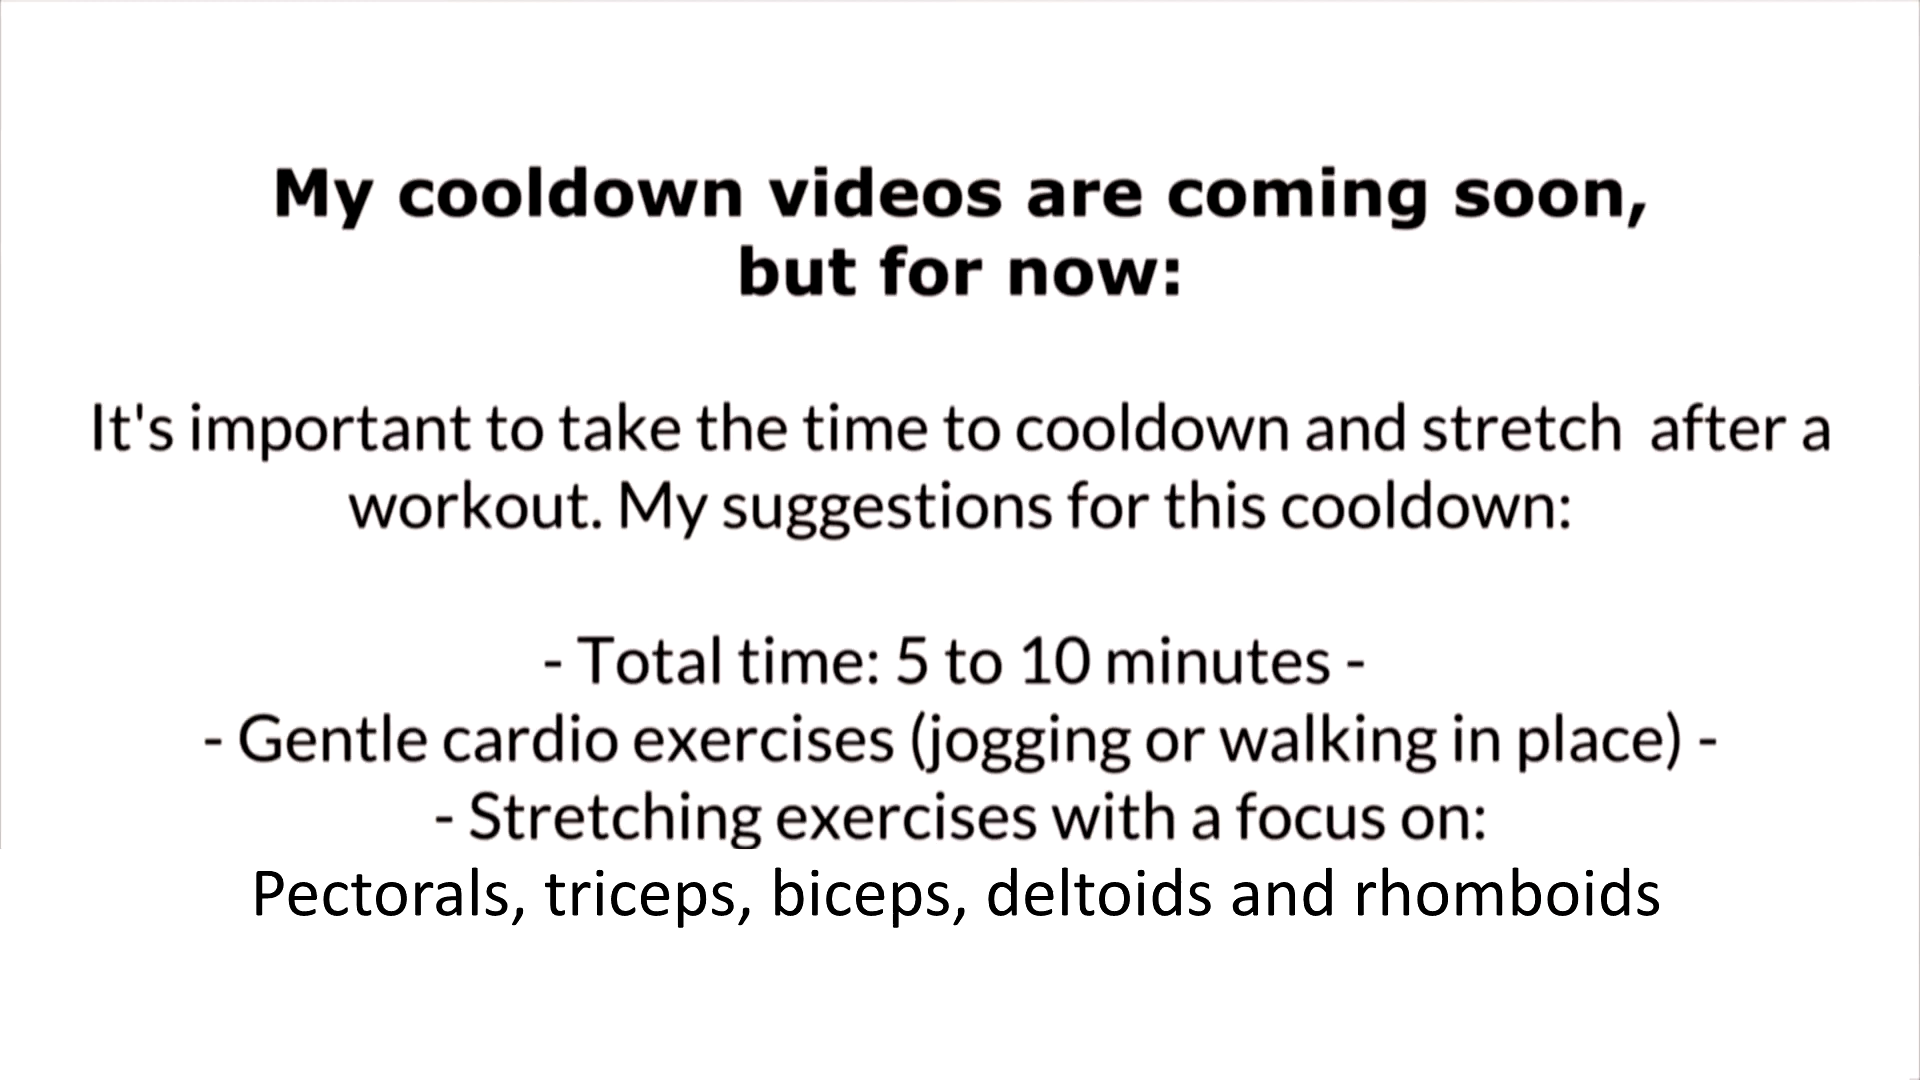 My cooldown videos are coming soon,
but for now:
It's important to take the time to cooldown and stretch  after a
workout. My suggestions for this cooldown:
- Total time: 5 to 10 minutes -
- Gentle cardio exercises (jogging or walking in place) -
- Stretching exercises with a focus on:
Pectorals, triceps, biceps, deltoids and rhomboids